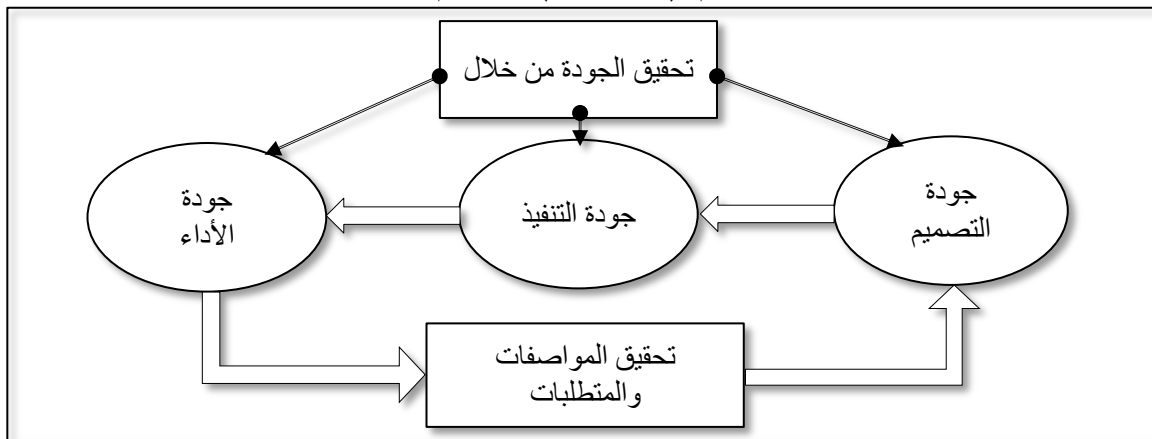 تحقيق الجودة من خلال
جودة
التصميم
جودة التنفيذ
جودة
الأداء
تحقيق المواصفات
والمتطلبات